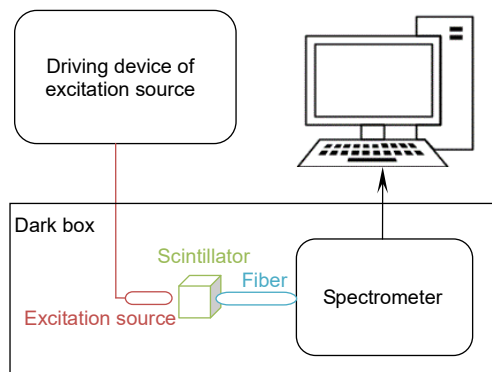 Driving device of
excitation source
Dark box
Scintillator
Fiber
Spectrometer
Excitation source